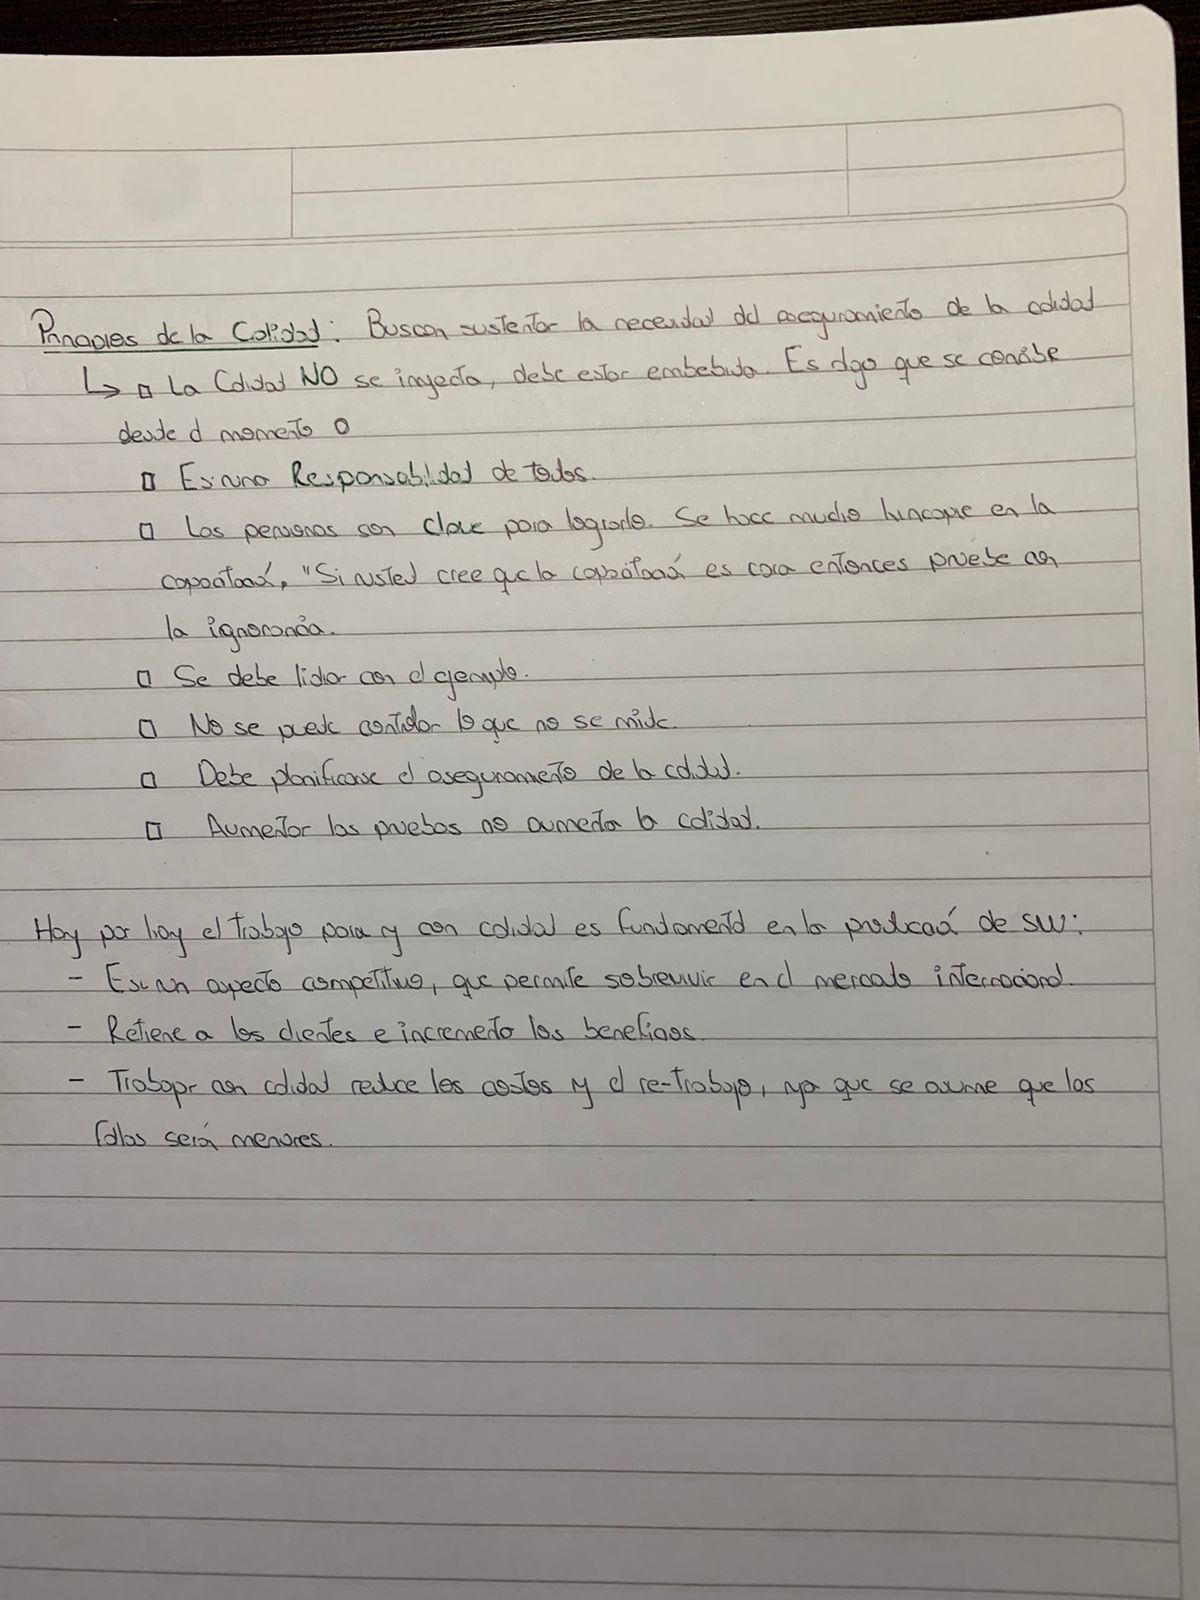 Principios de la Calidad: Buscan sustentar la necesidad del aseguramiento de la calidad
↳ ▫ La Calidad NO se inyecta, debe estar embebida. Es algo que se concibe
desde el momento 0
▫ Es una Responsabilidad de todos.
▫ Las personas son clave para lograrlo. Se hace mucho hincapie en la
capacitació, "Si usted cree que la capacitació es cara entonces pruebe con
la ignorancia.
▫ Se debe lidiar con el ejemplo.
▫ No se puede controlar lo que no se mide.
▫ Debe planificarse el aseguramiento de la calidad.
▫ Aumentar las pruebas no aumenta la calidad.
Hoy por hoy el trabajo para y con calidad es fundamental en la producció de SW:
- Es un aspecto competitivo, que permite sobrevivir en el mercado internacional.
- Retiene a los clientes e incrementa los beneficios.
- Trabajar con calidad reduce los costos y el re-trabajo, ya que se asume que las
fallas será menores.